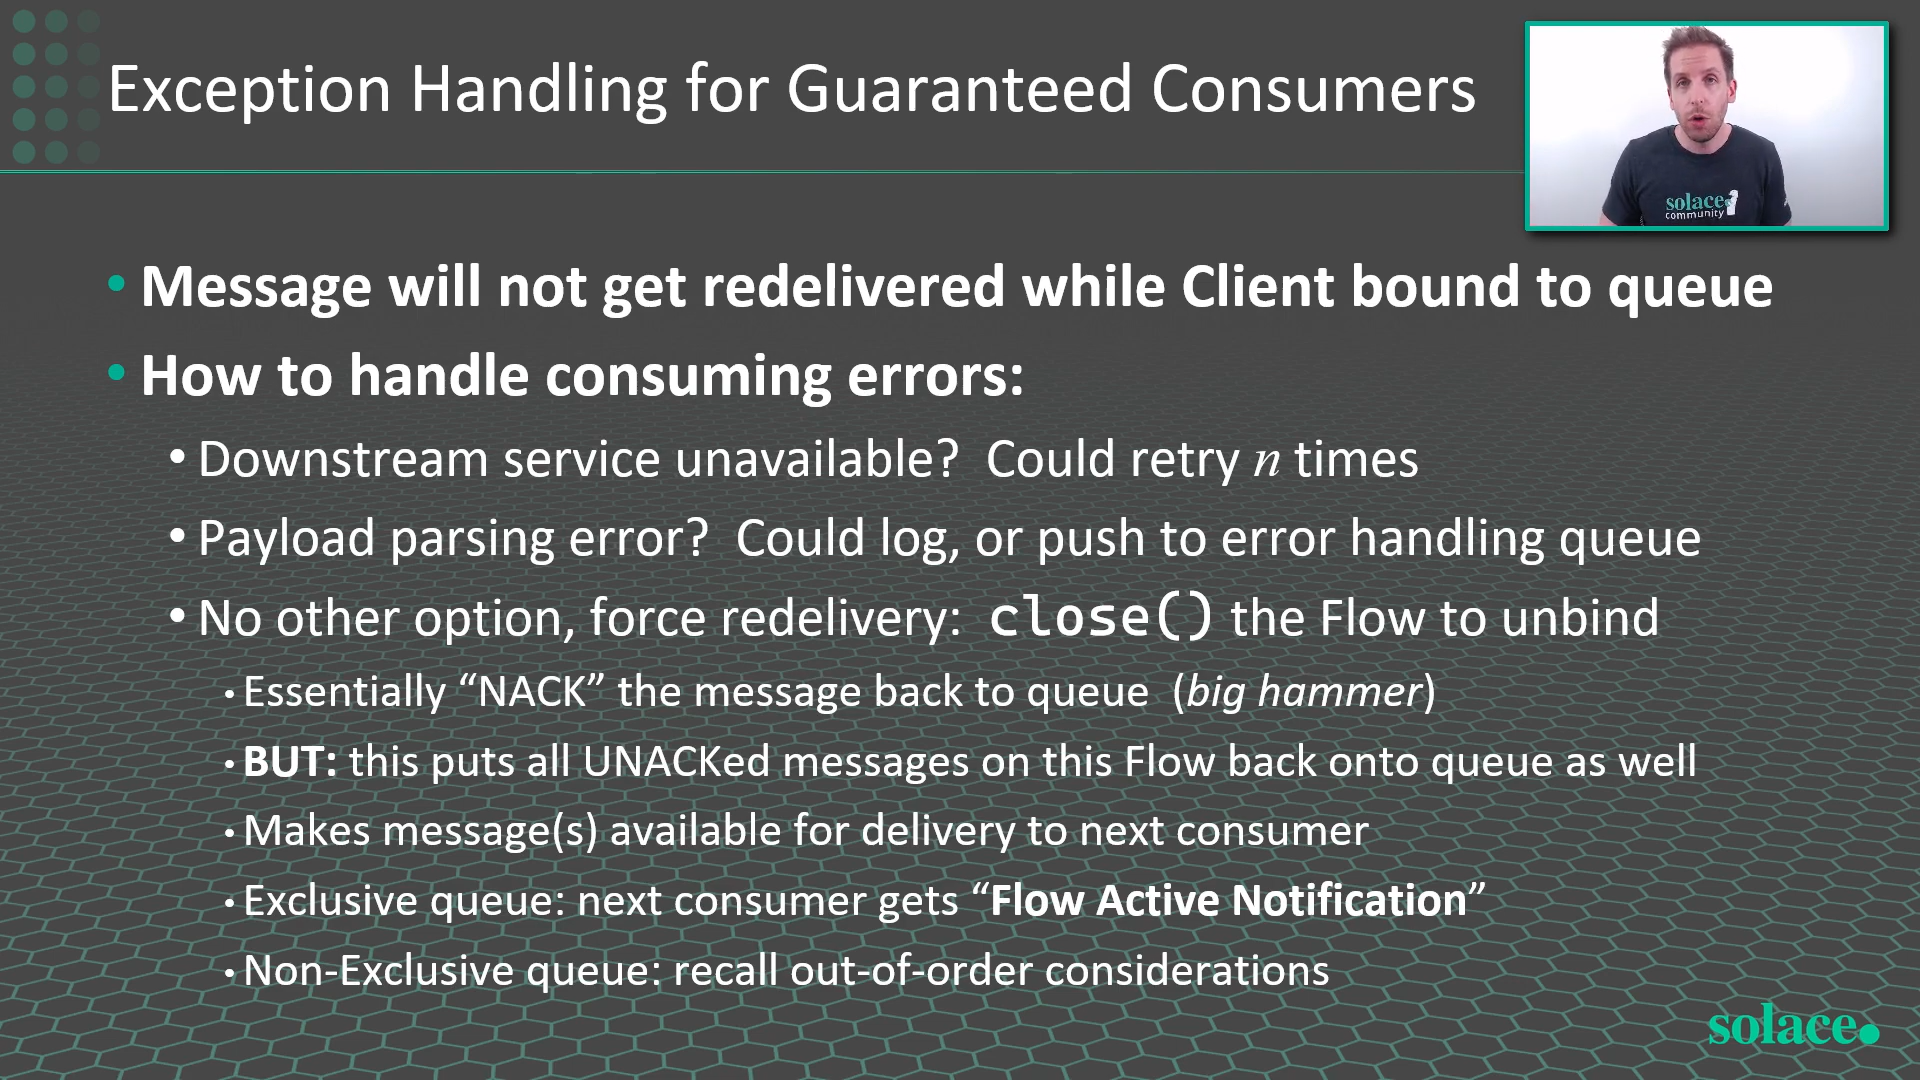 Exception Handling for Guaranteed Consumers
solace
community
• Message will not get redelivered while Client bound to queue
• How to handle consuming errors:
• Downstream service unavailable?  Could retry n times
• Payload parsing error?  Could log, or push to error handling queue
• No other option, force redelivery:  close() the Flow to unbind
• Essentially “NACK” the message back to queue  (big hammer)
• BUT: this puts all UNACKed messages on this Flow back onto queue as well
• Makes message(s) available for delivery to next consumer
• Exclusive queue: next consumer gets “Flow Active Notification”
• Non-Exclusive queue: recall out-of-order considerations
solace.